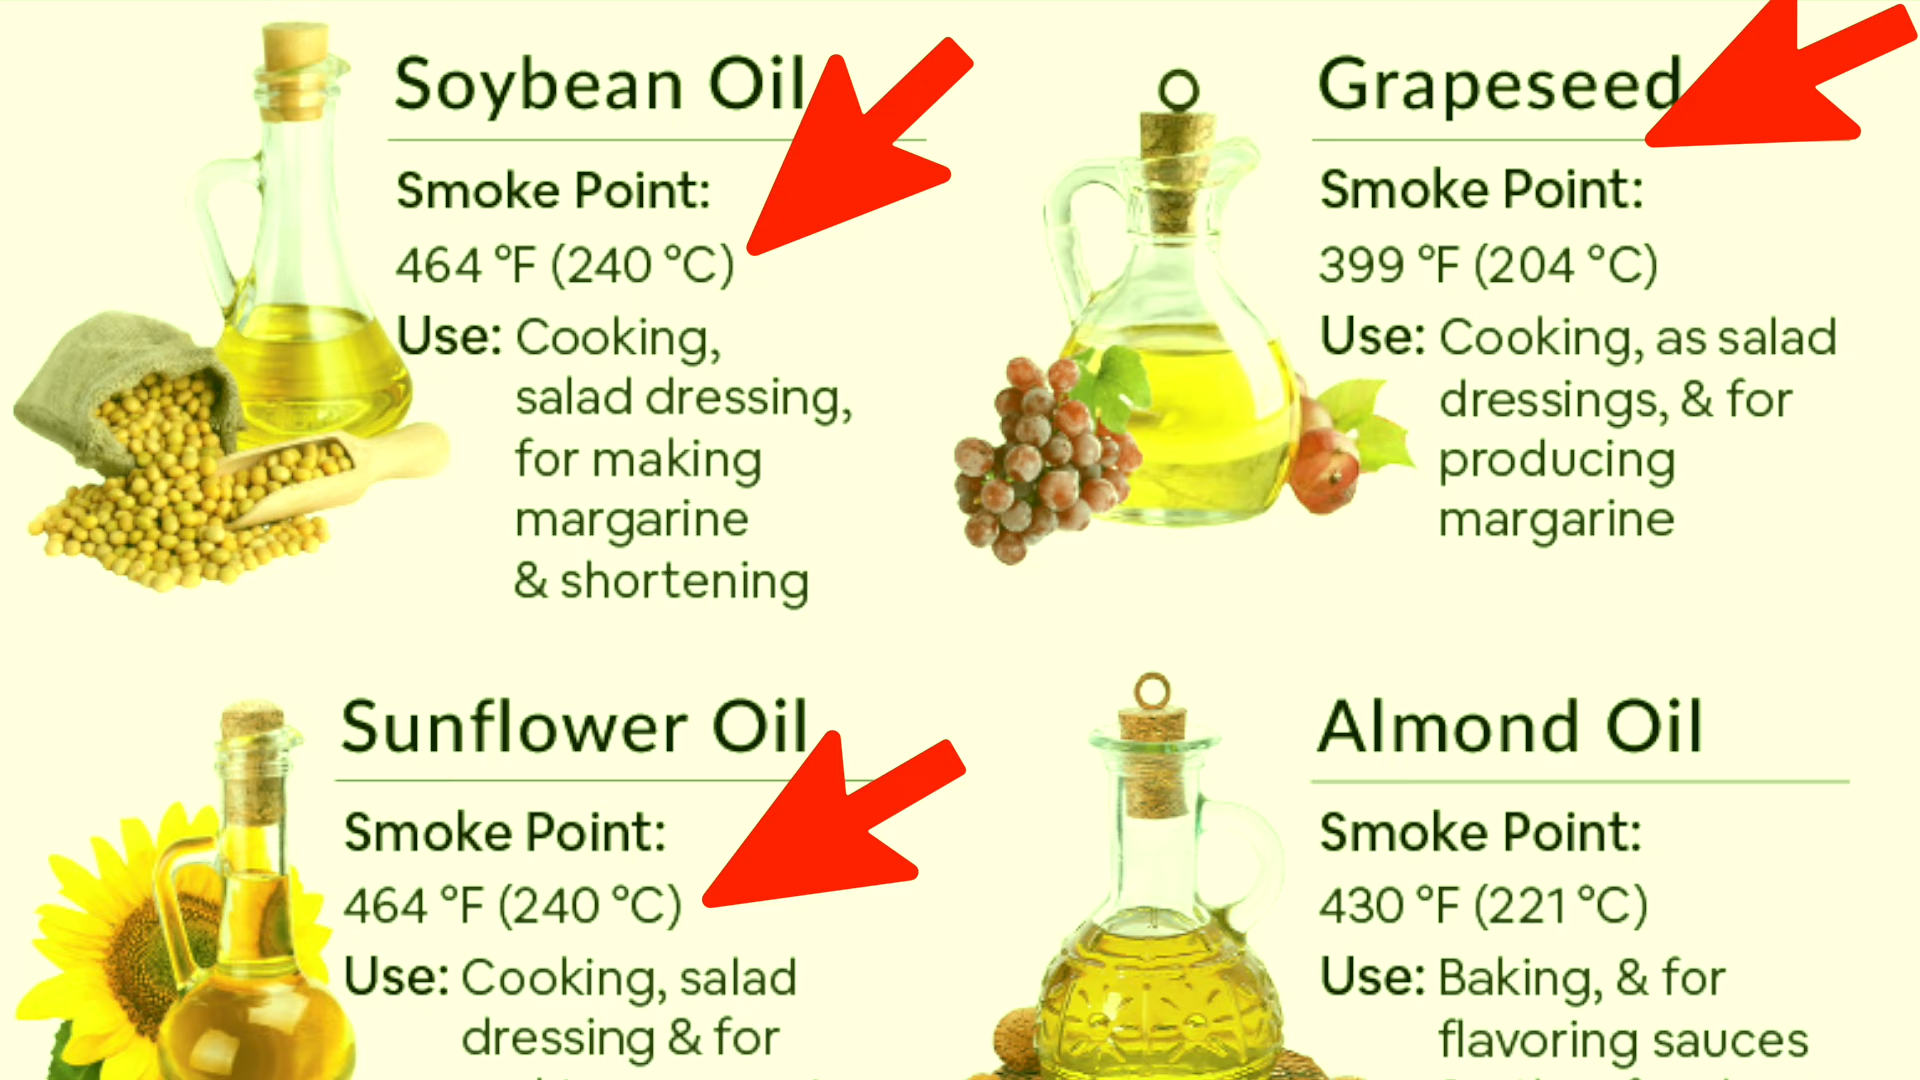 Soybean Oil
Smoke Point:
464 °F (240 °C)
Use: Cooking,
salad dressing,
for making
margarine
& shortening
Grapeseed
Smoke Point:
399 °F (204 °C)
Use: Cooking, as salad
dressings, & for
producing
margarine
Sunflower Oil
Smoke Point:
464 °F (240 °C)
Use: Cooking, salad
dressing & for
Almond Oil
Smoke Point:
430 °F (221 °C)
Use: Baking, & for
flavoring sauces